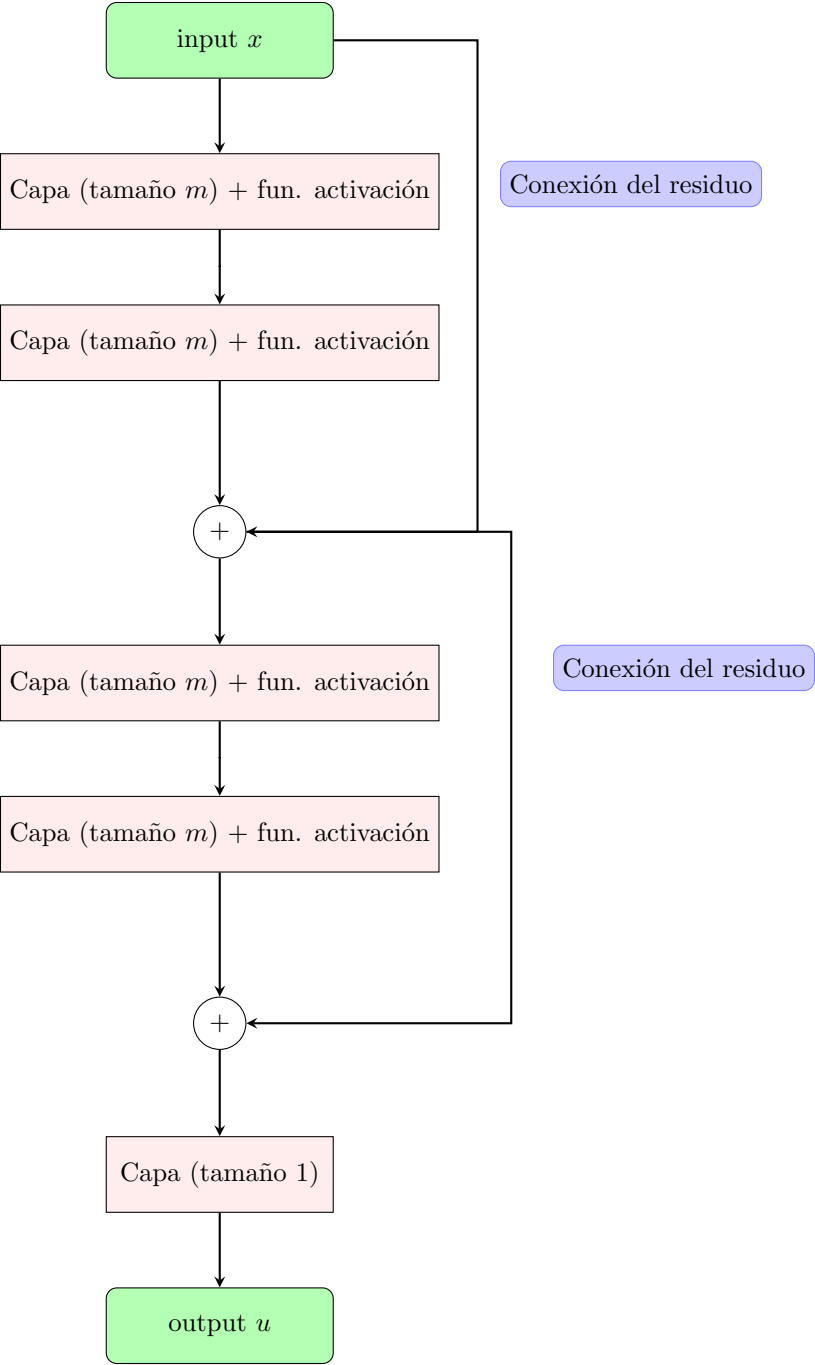 input x
Capa (tamaño m) + fun. activación
Conexión del residuo
Capa (tamaño m) + fun. activación
+
Capa (tamaño m) + fun. activación
Conexión del residuo
Capa (tamaño m) + fun. activación
+
Capa (tamaño 1)
output u